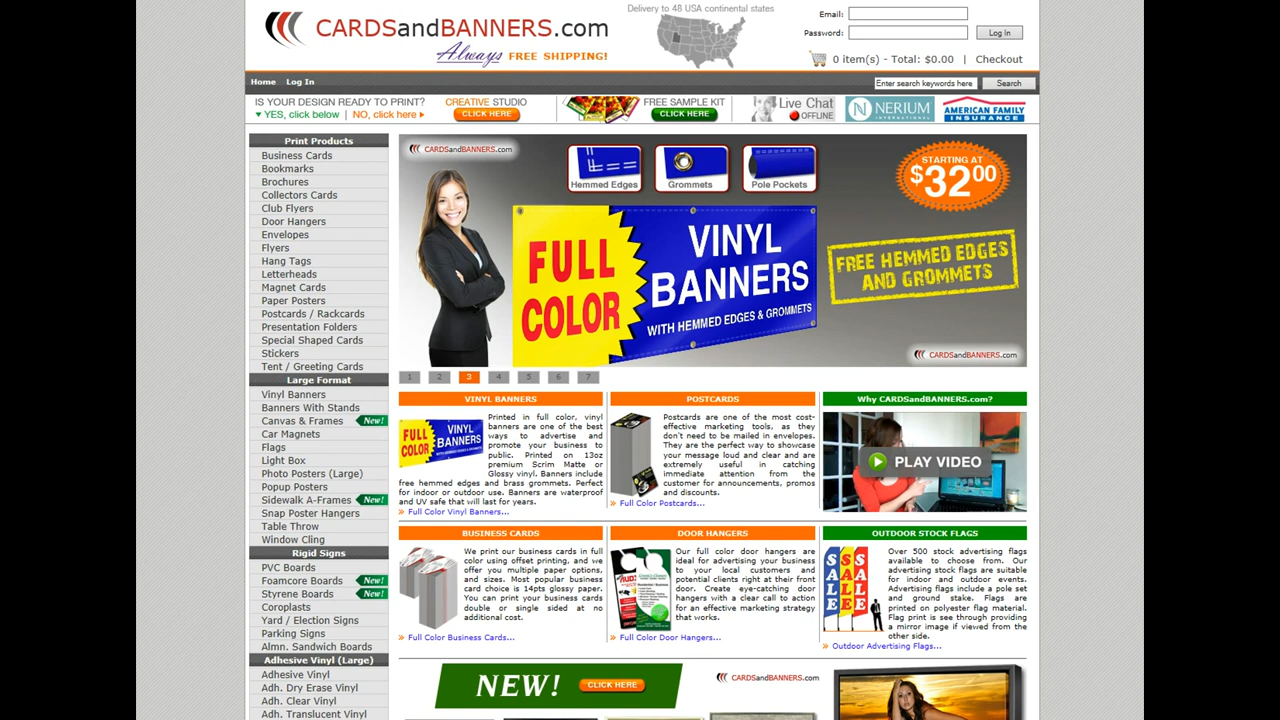 CARDSandBANNERS.com
Always FREE SHIPPING!
Delivery to 48 USA continental states
Email:
Password:
Log In
0 item(s) - Total: $0.00 | Checkout
Home Log In
Enter search keywords here Search
IS YOUR DESIGN READY TO PRINT?
YES, click below | NO, click here
CREATIVE STUDIO
CLICK HERE
FREE SAMPLE KIT
CLICK HERE
Live Chat
OFFLINE
N NERIUM
INTERNATIONAL
AMERICAN FAMILY
INSURANCE
Print Products
Business Cards
Bookmarks
Brochures
Collectors Cards
Club Flyers
Door Hangers
Envelopes
Flyers
Hang Tags
Letterheads
Magnet Cards
Paper Posters
Postcards / Rackcards
Presentation Folders
Special Shaped Cards
Stickers
Tent / Greeting Cards
Large Format
Vinyl Banners
Banners With Stands
Canvas & Frames New!
Car Magnets
Flags
Light Box
Photo Posters (Large)
Popup Posters
Sidewalk A-Frames New!
Snap Poster Hangers
Table Throw
Window Cling
Rigid Signs
PVC Boards
Foamcore Boards New!
Styrene Boards New!
Coroplasts
Yard / Election Signs
Parking Signs
Almn. Sandwich Boards
Adhesive Vinyl (Large)
Adhesive Vinyl
Adh. Dry Erase Vinyl
Adh. Clear Vinyl
Adh. Translucent Vinyl
CARDSandBANNERS.com
Hemmed Edges
Grommets
Pole Pockets
STARTING AT
$32.00
FULL
COLOR
VINYL
BANNERS
WITH HEMMED EDGES & GROMMETS
FREE HEMMED EDGES
AND GROMMETS
CARDSandBANNERS.com
1 2 3 4 5 6 7
VINYL BANNERS
FULL
COLOR
VINYL
BANNERS
Printed in full color, vinyl
banners are one of the best
ways to advertise and
promote your business to
public. Printed on 13oz
premium Scrim Matte or
Glossy vinyl. Banners include
free hemmed edges and brass grommets. Perfect
for indoor or outdoor use. Banners are waterproof
and UV safe that will last for years.
Full Color Vinyl Banners...
POSTCARDS
Postcards are one of the most cost-
effective marketing tools, as they
don't need to be mailed in envelopes.
They are the perfect way to showcase
your message loud and clear and are
extremely useful in catching
immediate attention from the
customer for announcements, promos
and discounts.
Full Color Postcards...
Why CARDSandBANNERS.com?
PLAY VIDEO
BUSINESS CARDS
We print our business cards in full
color using offset printing, and we
offer you multiple paper options,
and sizes. Most popular business
card choice is 14pts glossy paper.
You can print your business cards
double or single sided at no
additional cost.
Full Color Business Cards...
DOOR HANGERS
Our full color door hangers are
ideal for advertising your business
to your local customers and
potential clients right at their front
door. Create eye-catching door
hangers with a clear call to action
for an effective marketing strategy
that works.
Full Color Door Hangers...
OUTDOOR STOCK FLAGS
SALE SALE SALE
Over 500 stock advertising flags
available to choose from. Our
advertising stock flags are suitable
for indoor and outdoor events.
Advertising flags include a pole set
and ground stake. Flags are
printed on polyester flag material.
Flag print is see through providing
a mirror image if viewed from the
other side.
Outdoor Advertising Flags...
NEW! CLICK HERE
CARDSandBANNERS.com